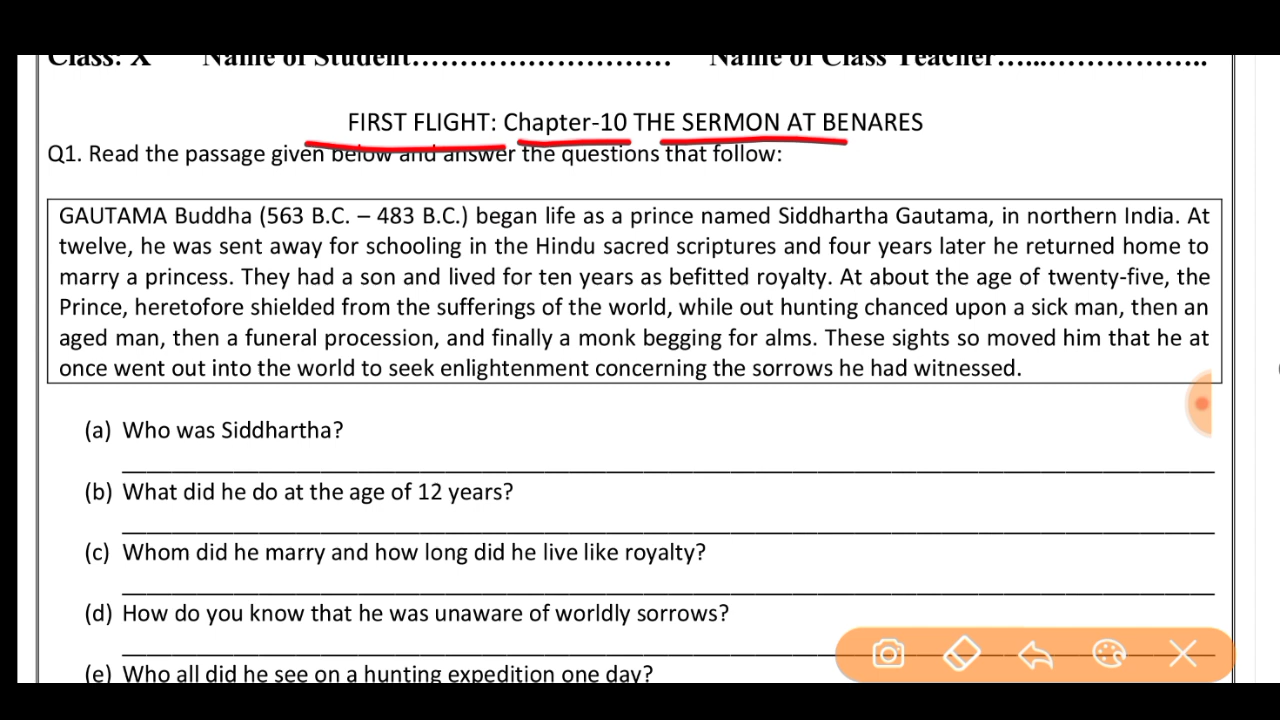 Class: X Name of Student........................... Name of Class Teacher.........................
FIRST FLIGHT: Chapter-10 THE SERMON AT BENARES
Q1. Read the passage given below and answer the questions that follow:
GAUTAMA Buddha (563 B.C. – 483 B.C.) began life as a prince named Siddhartha Gautama, in northern India. At
twelve, he was sent away for schooling in the Hindu sacred scriptures and four years later he returned home to
marry a princess. They had a son and lived for ten years as befitted royalty. At about the age of twenty-five, the
Prince, heretofore shielded from the sufferings of the world, while out hunting chanced upon a sick man, then an
aged man, then a funeral procession, and finally a monk begging for alms. These sights so moved him that he at
once went out into the world to seek enlightenment concerning the sorrows he had witnessed.
(a) Who was Siddhartha?
(b) What did he do at the age of 12 years?
(c) Whom did he marry and how long did he live like royalty?
(d) How do you know that he was unaware of worldly sorrows?
(e) Who all did he see on a hunting expedition one day?